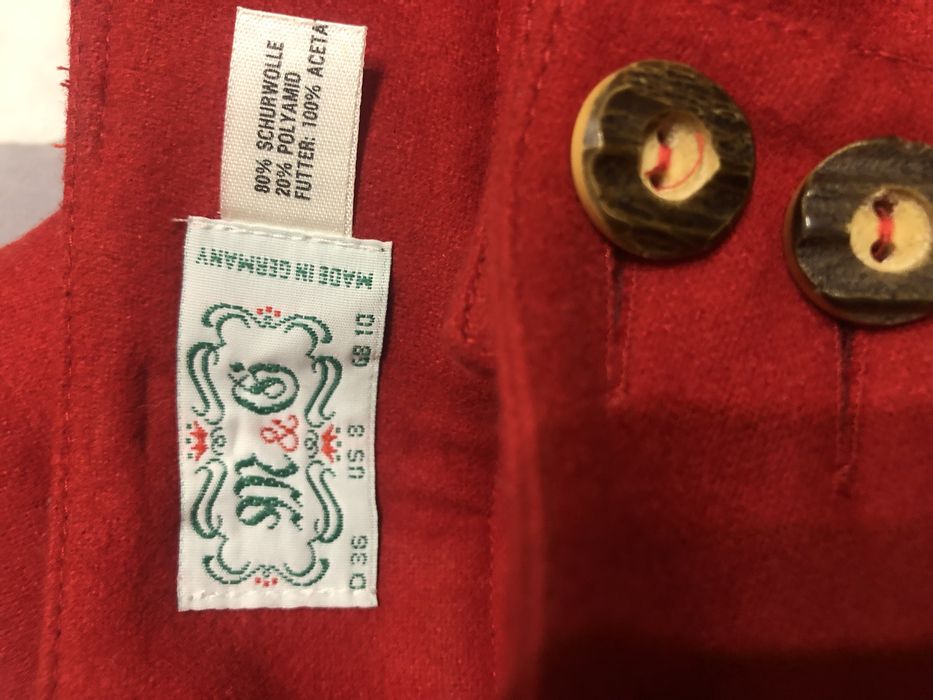 80% SCHURWOLLE
20% POLYAMID
FUTTER: 100% ACETA
M & G
D 36 US 8 GB 10
MADE IN GERMANY